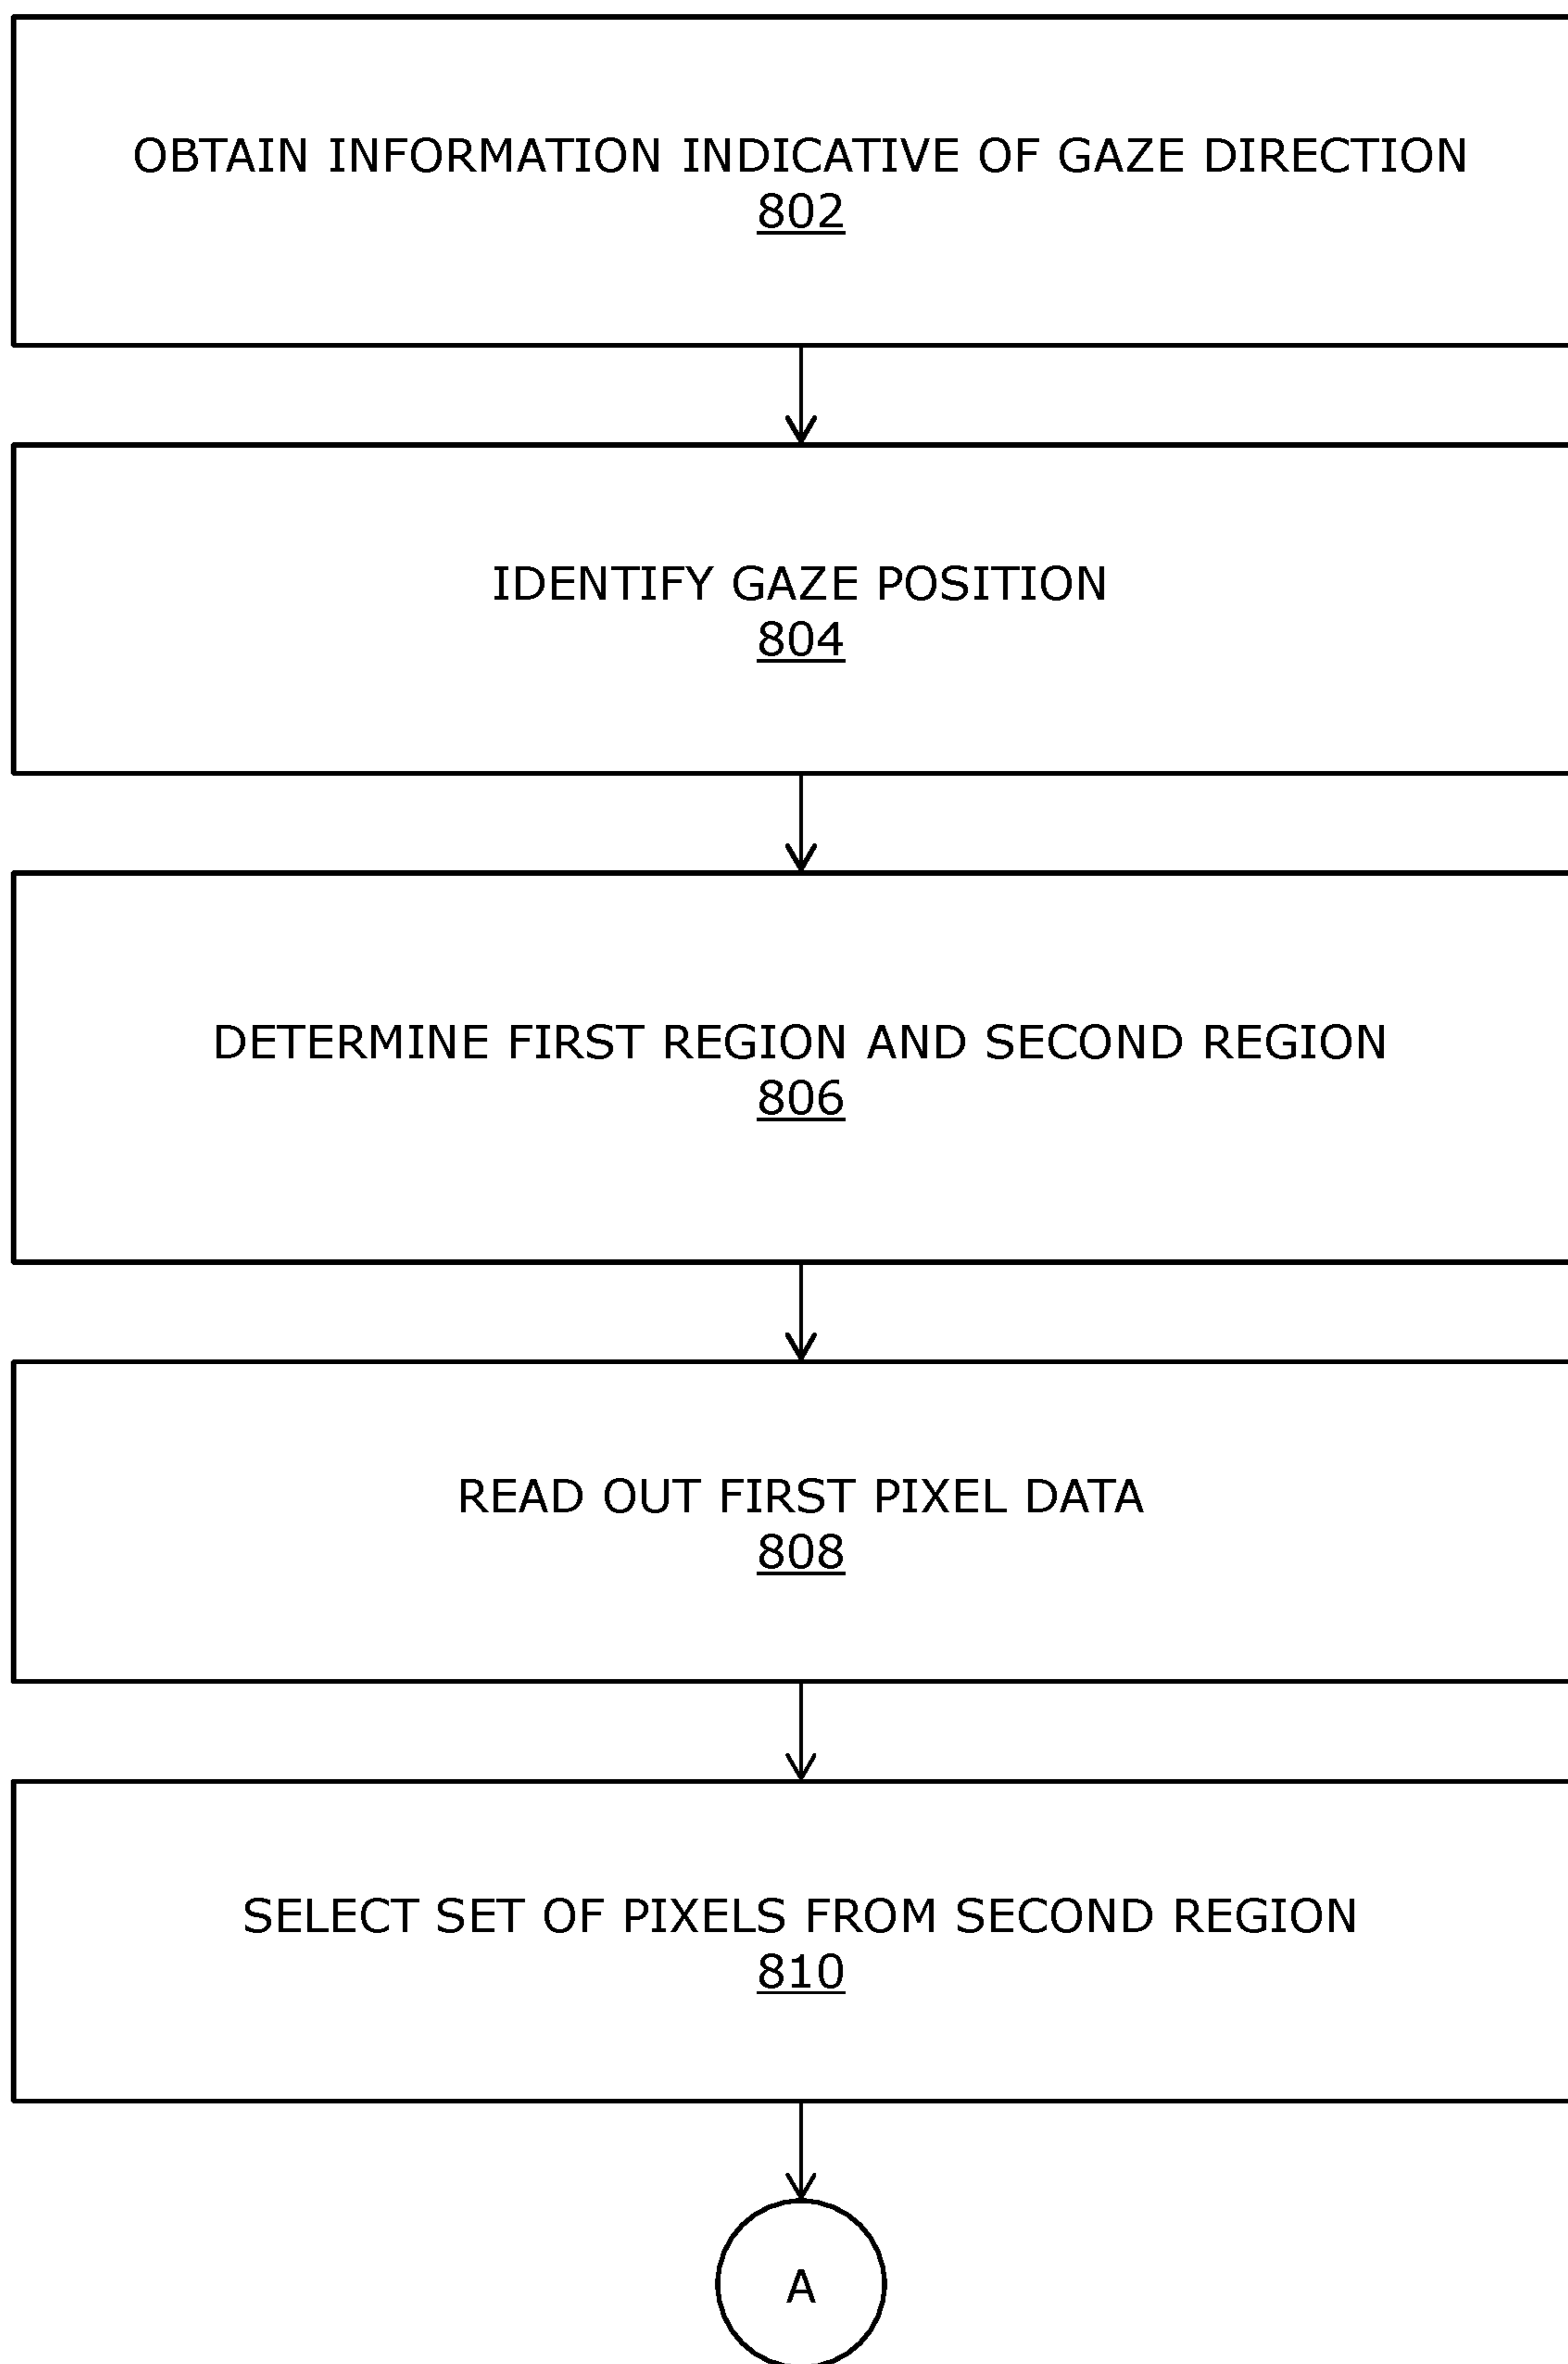 OBTAIN INFORMATION INDICATIVE OF GAZE DIRECTION
802
IDENTIFY GAZE POSITION
804
DETERMINE FIRST REGION AND SECOND REGION
806
READ OUT FIRST PIXEL DATA
808
SELECT SET OF PIXELS FROM SECOND REGION
810
A